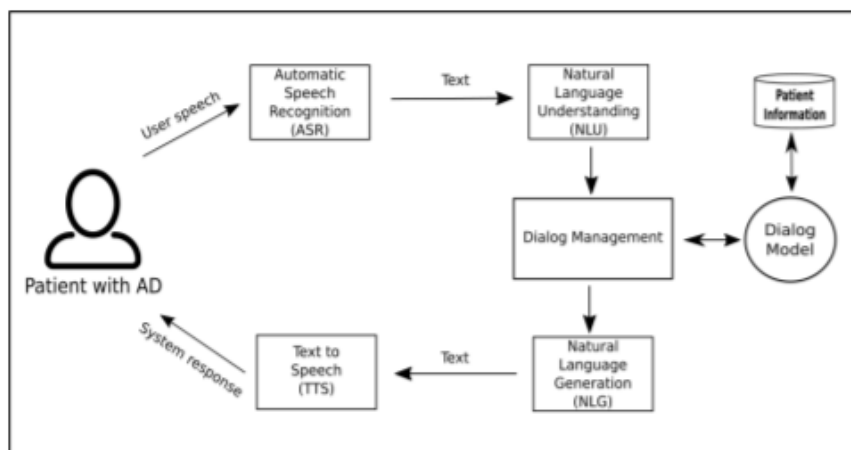 Automatic
Speech
Recognition
(ASR)
Text
Natural
Language
Understanding
(NLU)
Patient
Information
User speech
Dialog Management
Dialog
Model
Patient with AD
System response
Text to
Speech
(TTS)
Text
Natural
Language
Generation
(NLG)